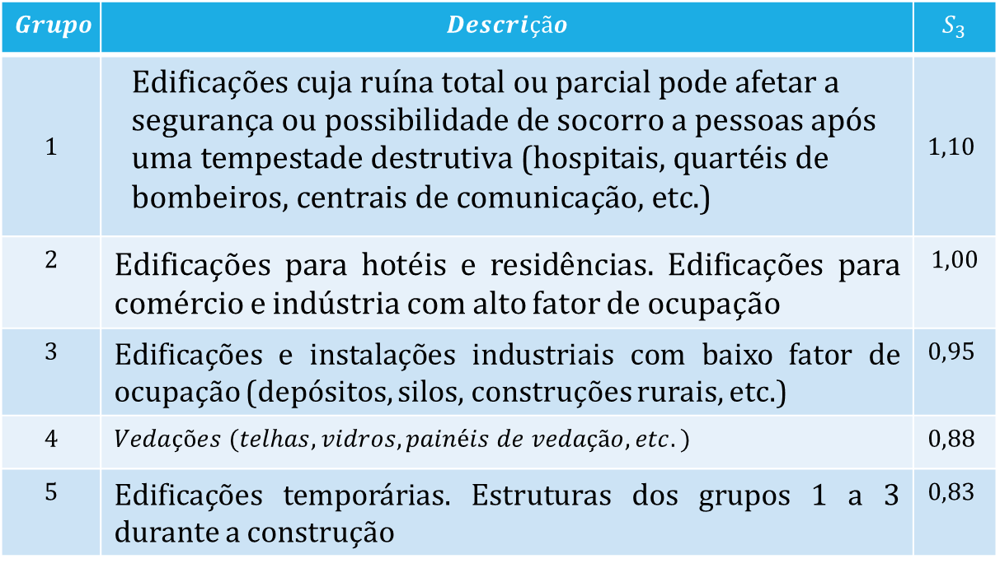 Grupo Descrição S₃
1 Edificações cuja ruína total ou parcial pode afetar a
segurança ou possibilidade de socorro a pessoas após
uma tempestade destrutiva (hospitais, quartéis de
bombeiros, centrais de comunicação, etc.) 1,10
2 Edificações para hotéis e residências. Edificações para 1,00
comércio e indústria com alto fator de ocupação
3 Edificações e instalações industriais com baixo fator de 0,95
ocupação (depósitos, silos, construções rurais, etc.)
4 Vedações (telhas, vidros, painéis de vedação, etc.) 0,88
5 Edificações temporárias. Estruturas dos grupos 1 a 3 0,83
durante a construção